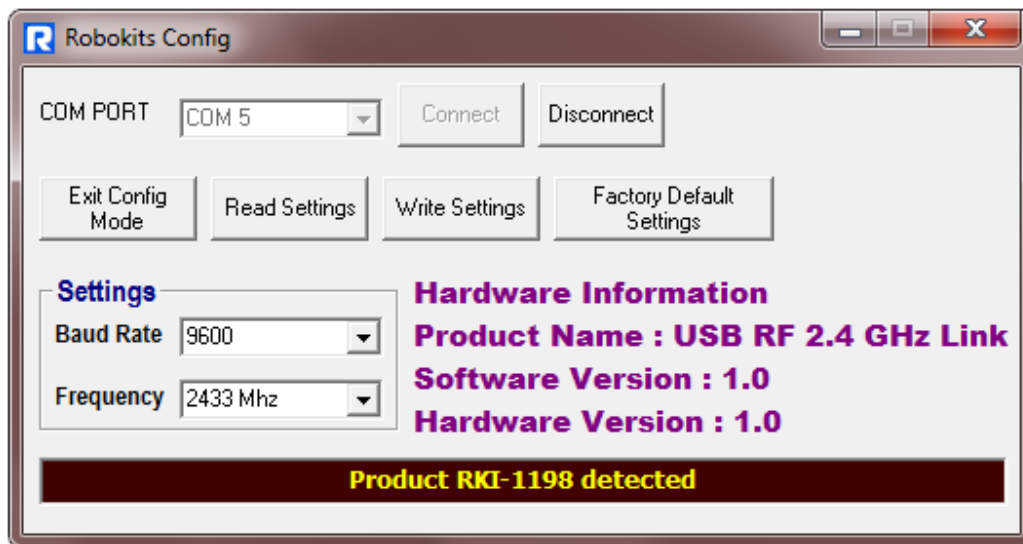 R Robokits Config
COM PORT COM 5 Connect Disconnect
Exit Config
Mode
Read Settings
Write Settings
Factory Default
Settings
Settings
Baud Rate 9600
Frequency 2433 Mhz
Hardware Information
Product Name : USB RF 2.4 GHz Link
Software Version : 1.0
Hardware Version : 1.0
Product RKI-1198 detected